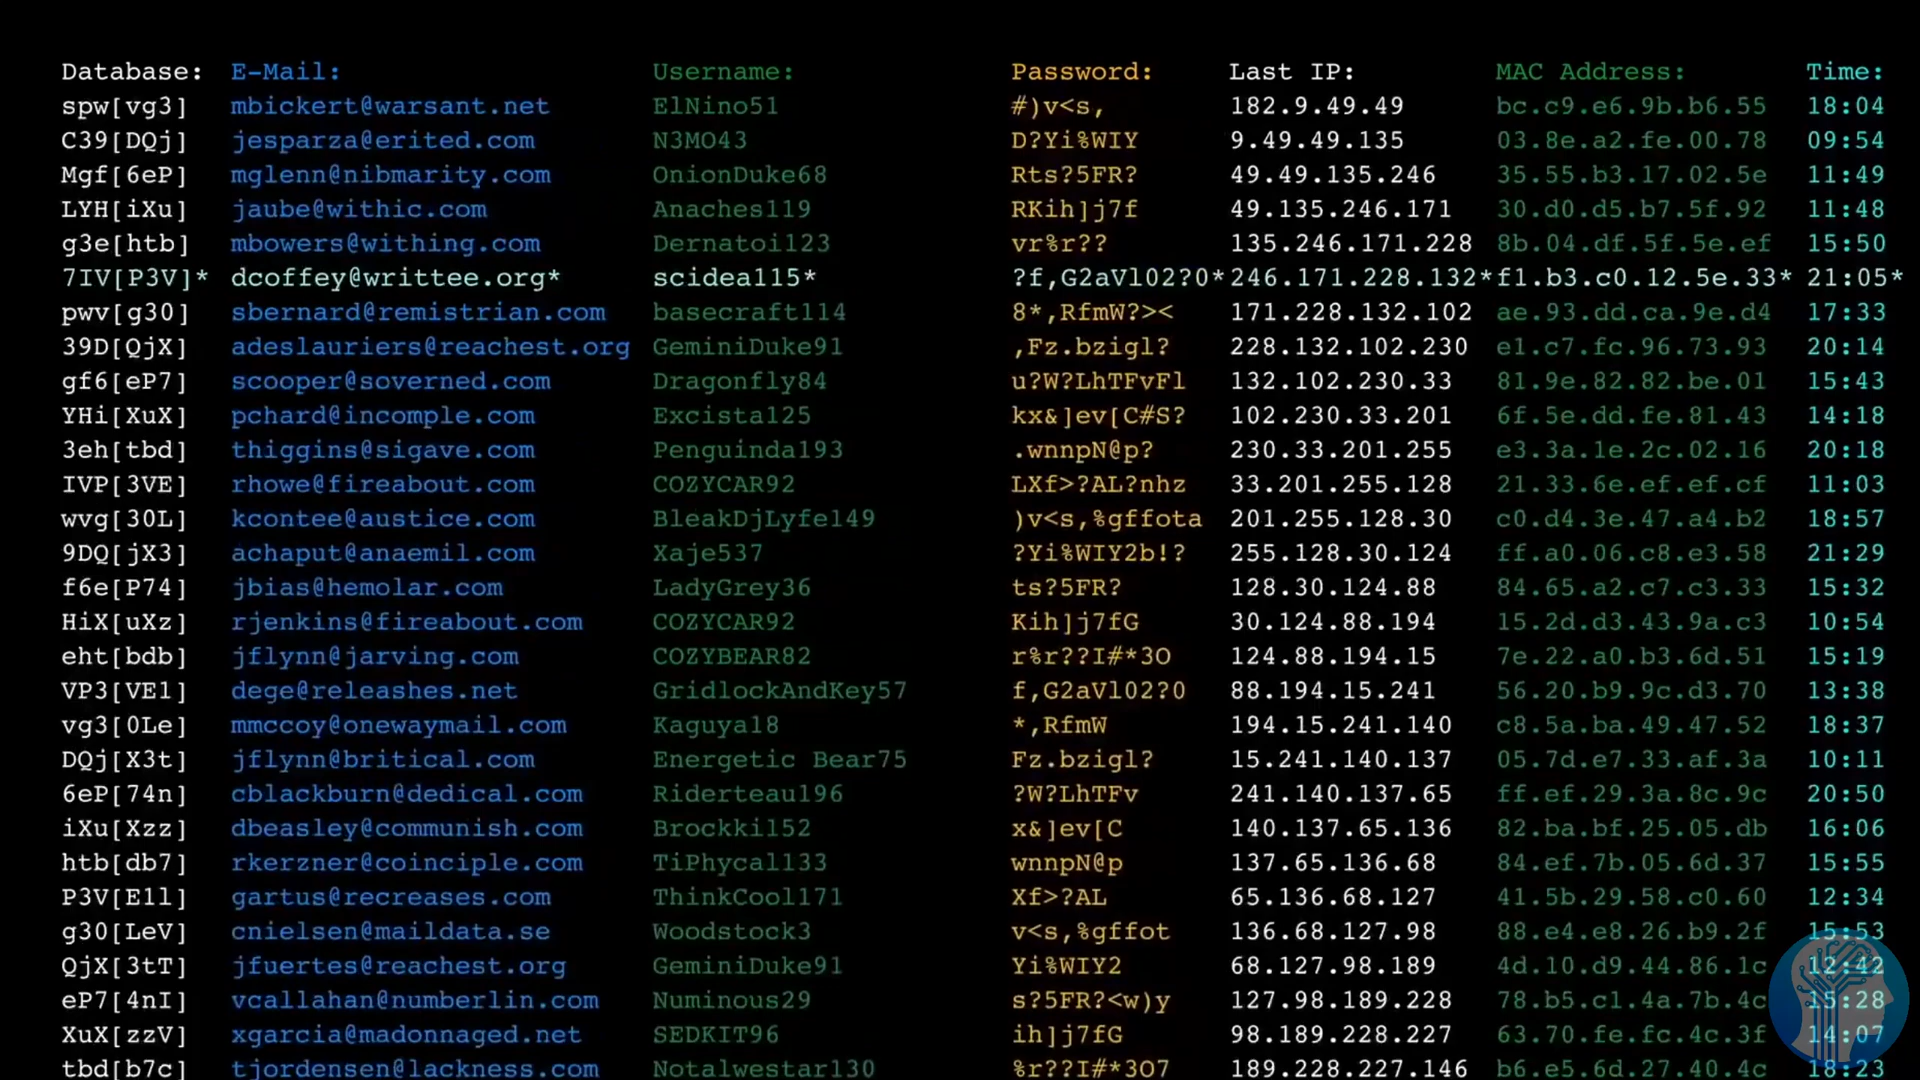 Database: E-Mail: Username: Password: Last IP: MAC Address: Time:
spw[vg3] mbickert@warsant.net ElNino51 #)v<s, 182.9.49.49 bc.c9.e6.9b.b6.55 18:04
C39[DQj] jesparza@erited.com N3MO43 D?Yi%WIY 9.49.49.135 03.8e.a2.fe.00.78 09:54
Mgf[6eP] mglenn@nibmarity.com OnionDuke68 Rts?5FR? 49.49.135.246 35.55.b3.17.02.5e 11:49
LYH[iXu] jaube@withic.com Anaches119 RKih]j7f 49.135.246.171 30.d0.d5.b7.5f.92 11:48
g3e[htb] mbowers@withing.com Dernatoi123 vr%r?? 135.246.171.228 8b.04.df.5f.5e.ef 15:50
7IV[P3V]* dcoffey@writtee.org* scidea115* ?f,G2aVl02?0* 246.171.228.132* f1.b3.c0.12.5e.33* 21:05*
pwv[g30] sbernard@remistrian.com basecraft114 8*,RfmW?>< 171.228.132.102 ae.93.dd.ca.9e.d4 17:33
39D[QjX] adeslauriers@reachest.org GeminiDuke91 ,Fz.bzigl? 228.132.102.230 e1.c7.fc.96.73.93 20:14
gf6[eP7] scooper@soverned.com Dragonfly84 u?W?LhTFvFl 132.102.230.33 81.9e.82.82.be.01 15:43
YHi[XuX] pchard@incomple.com Excista125 kx&]ev[C#S? 102.230.33.201 6f.5e.dd.fe.81.43 14:18
3eh[tbd] thiggins@sigave.com Penguinda193 .wnnpN@p? 230.33.201.255 e3.3a.1e.2c.02.16 20:18
IVP[3VE] rhowe@fireabout.com COZYCAR92 LXf>?AL?nhz 33.201.255.128 21.33.6e.ef.ef.cf 11:03
wvg[30L] kcontee@austice.com BleakDjLyfe149 )v<s,%gffota 201.255.128.30 c0.d4.3e.47.a4.b2 18:57
9DQ[jX3] achaput@anaemil.com Xaje537 ?Yi%WIY2b!? 255.128.30.124 ff.a0.06.c8.e3.58 21:29
f6e[P74] jbias@hemolar.com LadyGrey36 ts?5FR? 128.30.124.88 84.65.a2.c7.c3.33 15:32
HiX[uXz] rjenkins@fireabout.com COZYCAR92 Kih]j7fG 30.124.88.194 15.2d.d3.43.9a.c3 10:54
eht[bdb] jflynn@jarving.com COZYBEAR82 r%r??I#*3O 124.88.194.15 7e.22.a0.b3.6d.51 15:19
VP3[VE1] dege@releashes.net GridlockAndKey57 f,G2aVl02?0 88.194.15.241 56.20.b9.9c.d3.70 13:38
vg3[0Le] mmccoy@onewaymail.com Kaguya18 *,RfmW 194.15.241.140 c8.5a.ba.49.47.52 18:37
DQj[X3t] jflynn@britical.com Energetic Bear75 Fz.bzigl? 15.241.140.137 05.7d.e7.33.af.3a 10:11
6eP[74n] cblackburn@dedical.com Riderteau196 ?W?LhTFv 241.140.137.65 ff.ef.29.3a.8c.9c 20:50
iXu[Xzz] dbeasley@communish.com Brockkil52 x&]ev[C 140.137.65.136 82.ba.bf.25.05.db 16:06
htb[db7] rkerzner@coinciple.com TiPhycal133 wnnpN@p 137.65.136.68 84.ef.7b.05.6d.37 15:55
P3V[E1l] gartus@recreases.com ThinkCool171 Xf>?AL 65.136.68.127 41.5b.29.58.c0.60 12:34
g30[LeV] cnielsen@maildata.se Woodstock3 v<s,%gffot 136.68.127.98 88.e4.e8.26.b9.2f 15:53
QjX[3tT] jfuertes@reachest.org GeminiDuke91 Yi%WIY2 68.127.98.189 4d.10.d9.44.86.1c 12:42
eP7[4nI] vcallahan@numberlin.com Numinous29 s?5FR?<w)y 127.98.189.228 78.b5.c1.4a.7b.4c 15:28
XuX[zzV] xgarcia@madonnaged.net SEDKIT96 ih]j7fG 98.189.228.227 63.70.fe.fc.4c.3f 14:07
tbd[b7c] tjordensen@lackness.com Notalwestar130 %r??I#*3O7 189.228.227.146 b6.e5.6d.27.40.4c 18:23